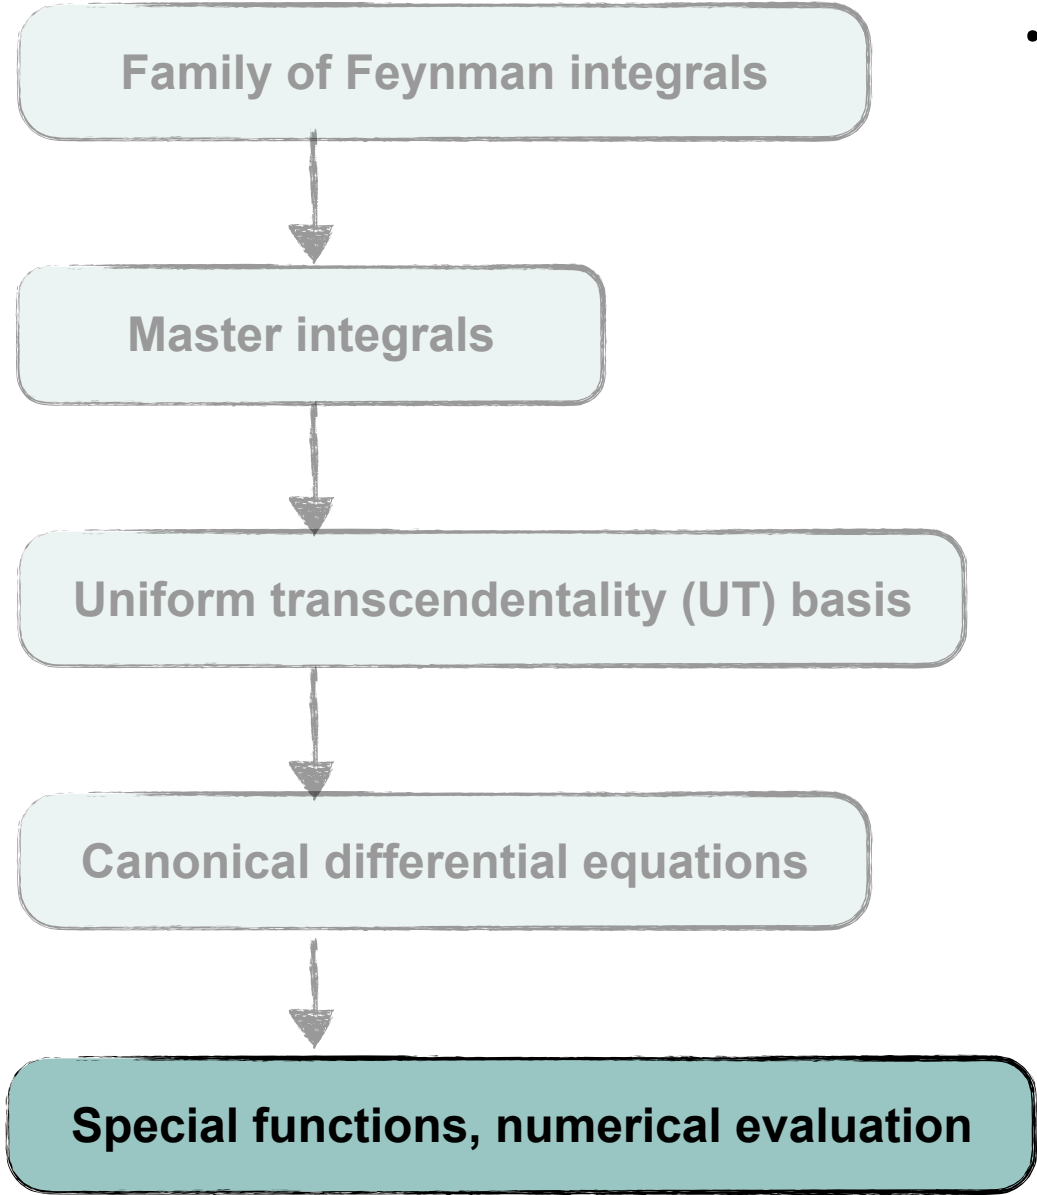 Family of Feynman integrals
Master integrals
Uniform transcendentality (UT) basis
Canonical differential equations
Special functions, numerical evaluation